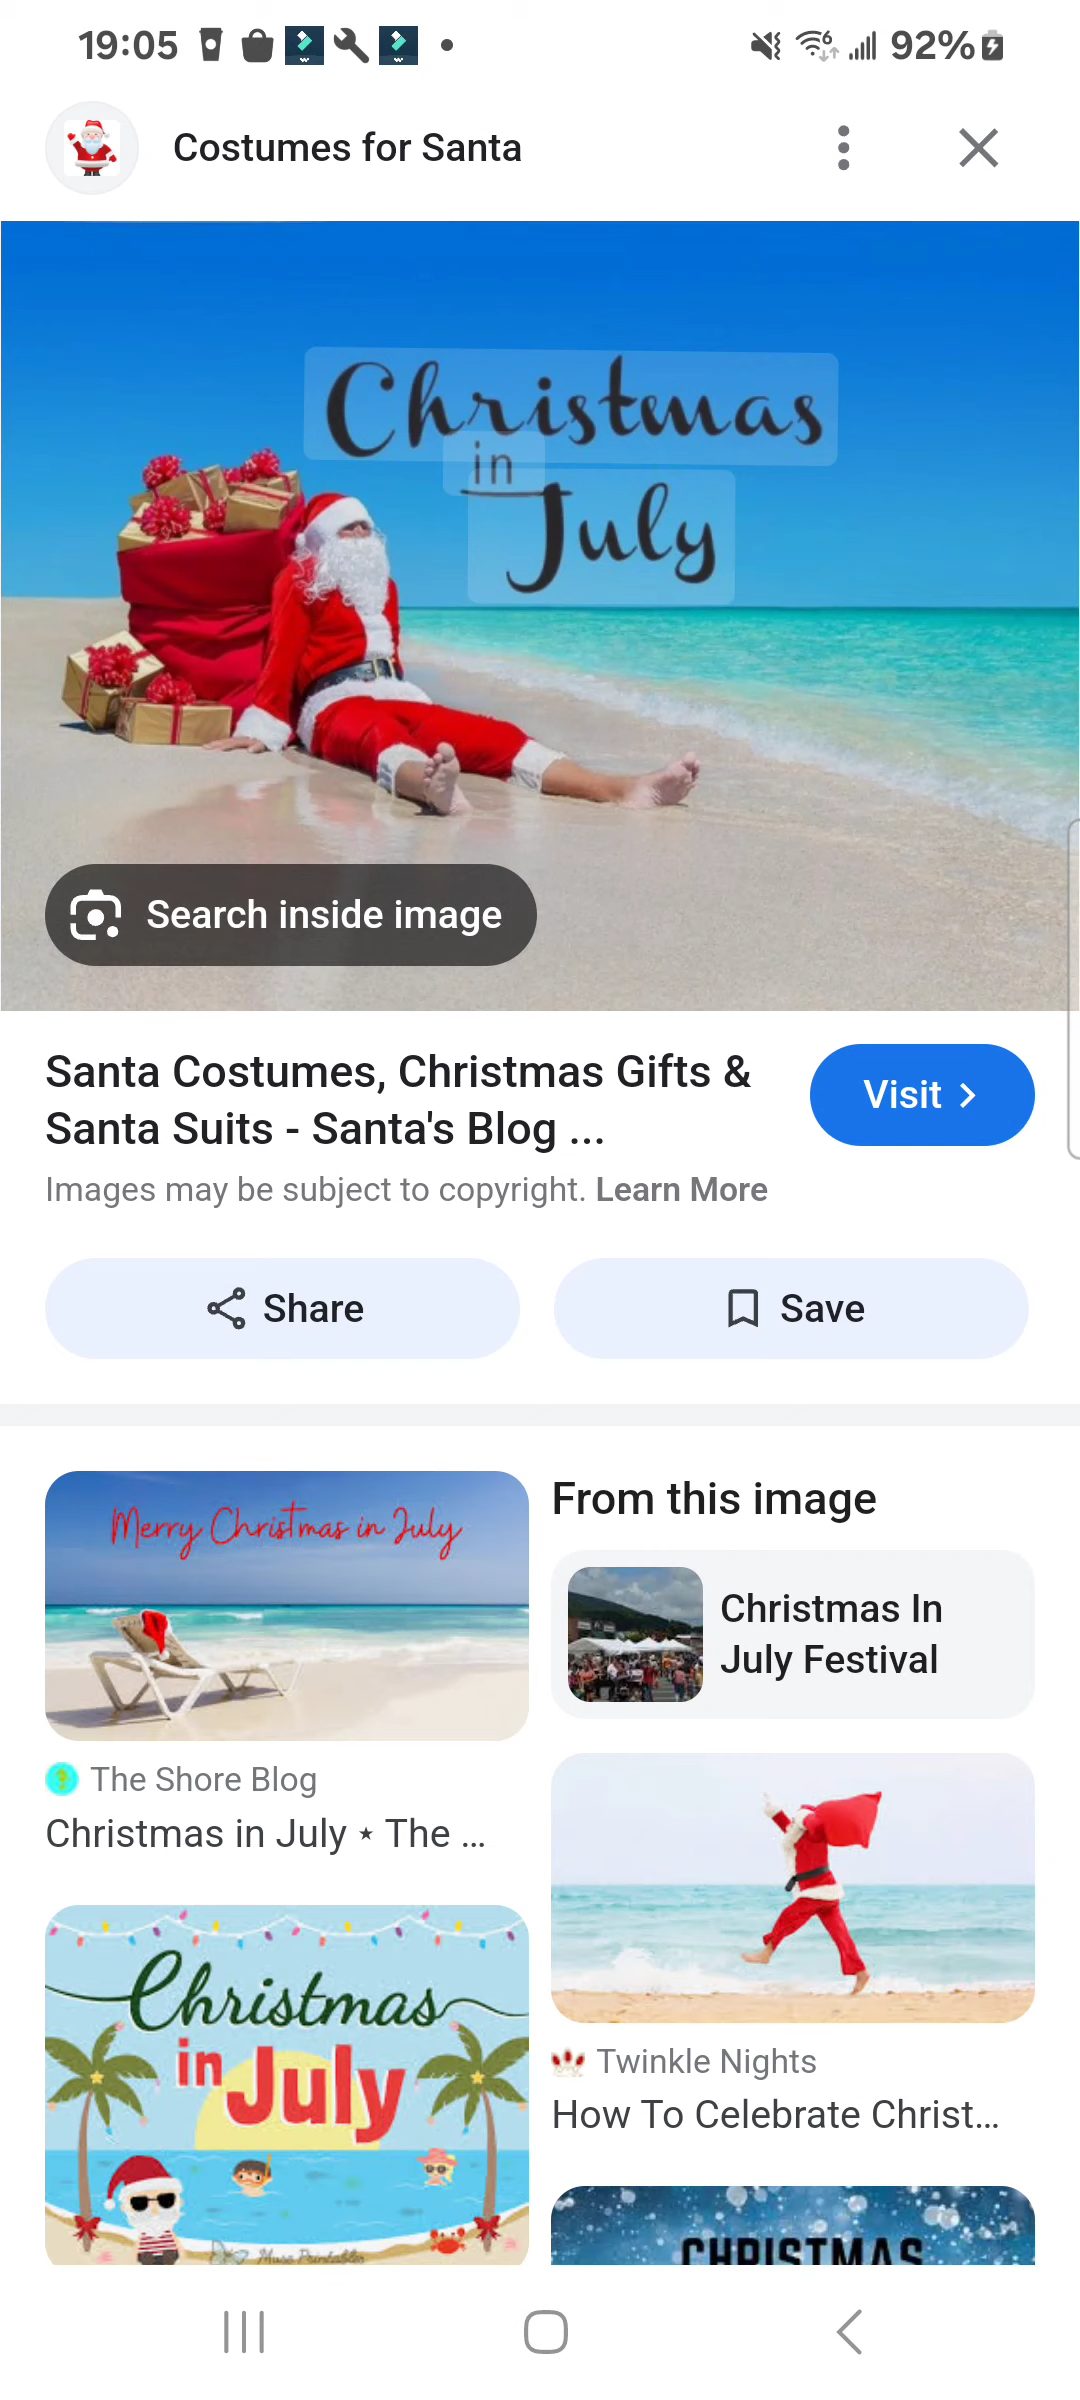 19:05
6
92%
Costumes for Santa
Christmas
in
July
Search inside image
Santa Costumes, Christmas Gifts &
Santa Suits - Santa's Blog ...
Visit
Images may be subject to copyright. Learn More
Share
Save
Merry Christmas in July
The Shore Blog
Christmas in July ⋆ The ...
Christmas
in July
Muse Printables
From this image
Christmas In
July Festival
Twinkle Nights
How To Celebrate Christ...
CHRISTMAS